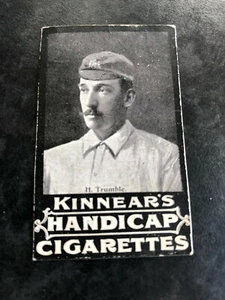 H. Trumble.
KINNEAR'S
HANDICAP
CIGARETTES